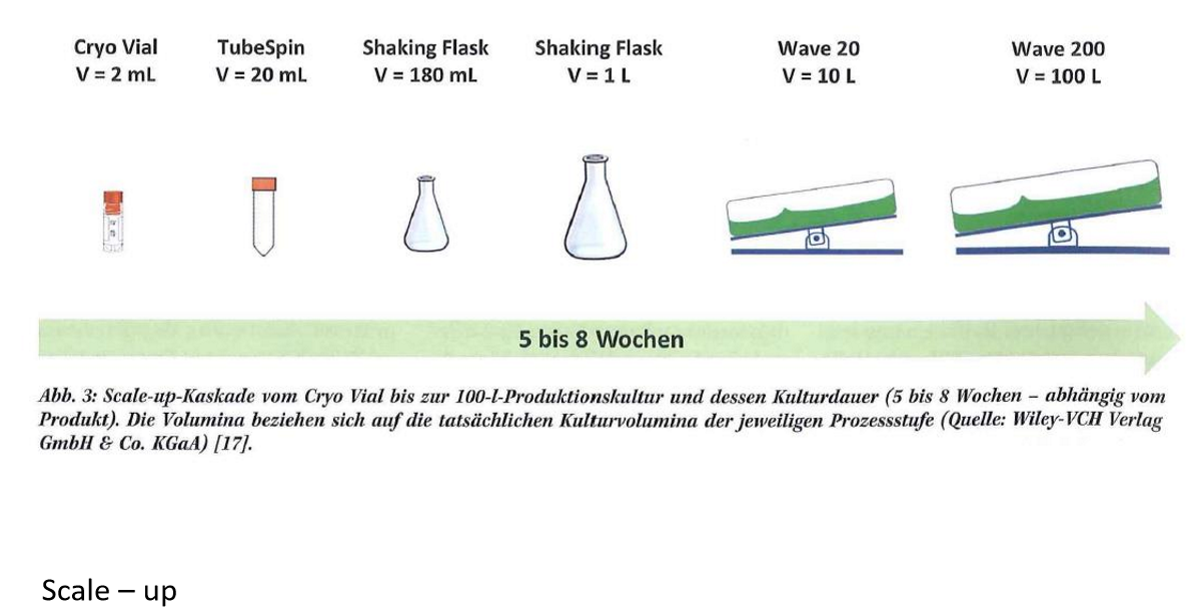 Cryo Vial
V = 2 mL
TubeSpin
V = 20 mL
Shaking Flask
V = 180 mL
Shaking Flask
V = 1 L
Wave 20
V = 10 L
Wave 200
V = 100 L
5 bis 8 Wochen
Abb. 3: Scale-up-Kaskade vom Cryo Vial bis zur 100-l-Produktionskultur und dessen Kulturdauer (5 bis 8 Wochen – abhängig vom
Produkt). Die Volumina beziehen sich auf die tatsächlichen Kulturvolumina der jeweiligen Prozessstufe (Quelle: Wiley-VCH Verlag
GmbH & Co. KGaA) [17].
Scale – up